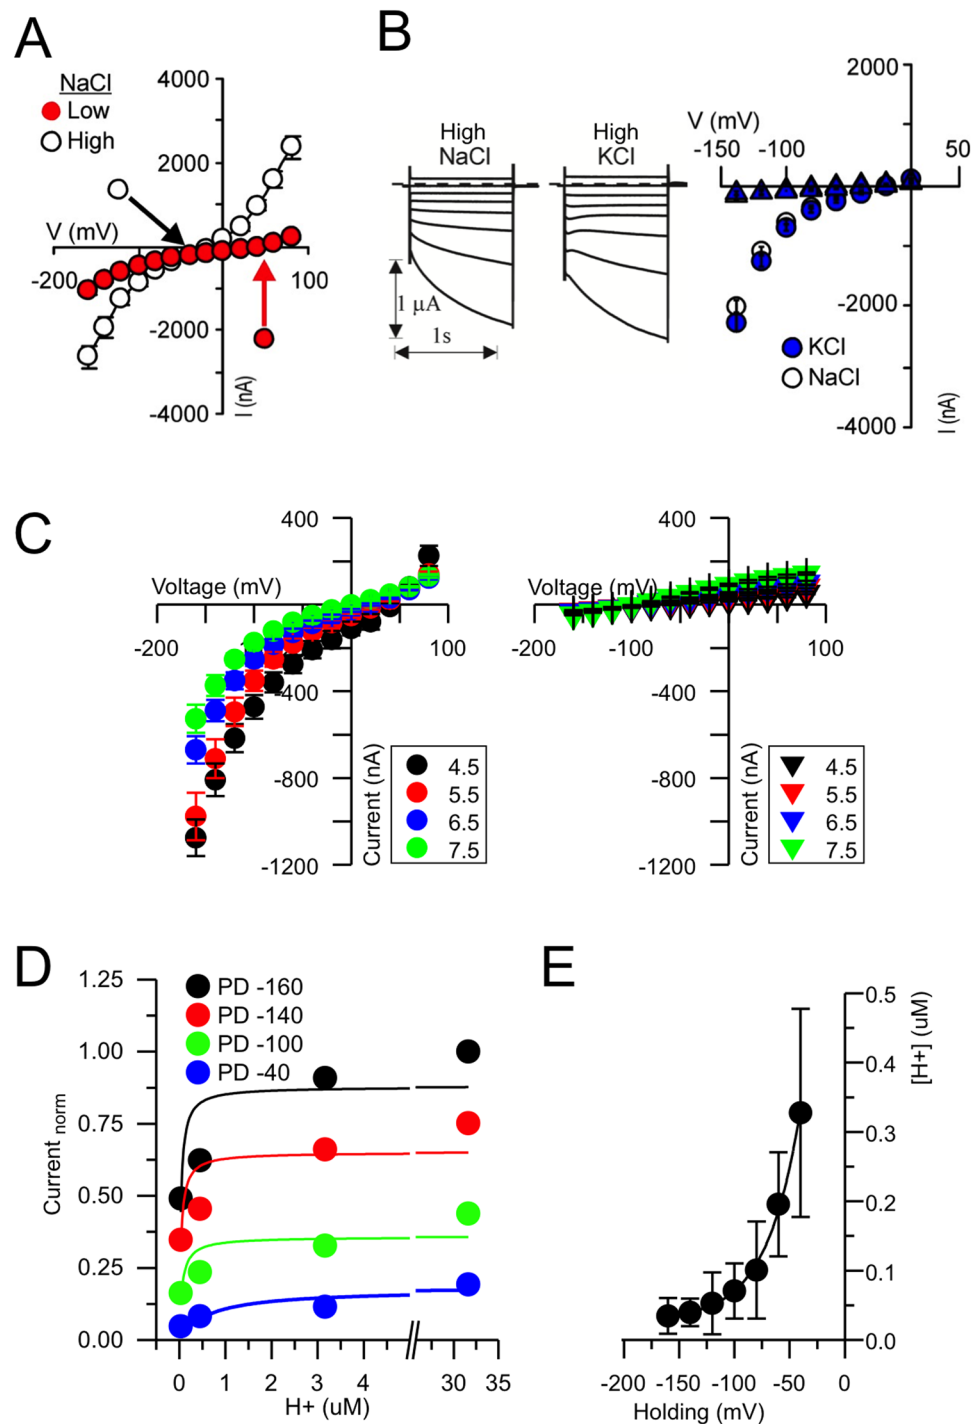 A
NaCl
Low
High
4000
2000
V (mV)
-200
100
-2000
-4000
I (nA)
B
High
NaCl
High
KCl
1 µA
1s
2000
V (mV)
-150
-100
50
-2000
-4000
KCl
NaCl
I (nA)
C
400
Voltage (mV)
-200
100
-400
-800
-1200
Current (nA)
4.5
5.5
6.5
7.5
400
Voltage (mV)
-200
-100
100
-400
-800
-1200
Current (nA)
4.5
5.5
6.5
7.5
D
1.25
1.00
0.75
0.50
0.25
0.00
Current norm
PD -160
PD -140
PD -100
PD -40
0 1 2 3 4 30 35
H+ (uM)
E
0.5
0.4
0.3
0.2
0.1
0.0
[H+] (uM)
-200 -150 -100 -50 0
Holding (mV)